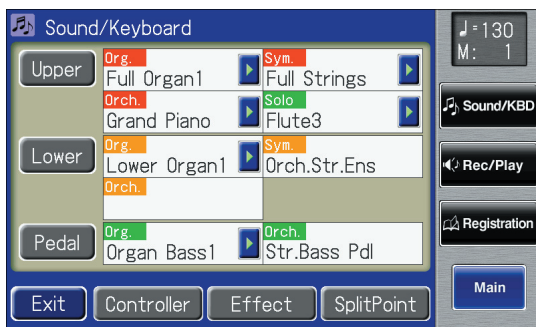 Sound/Keyboard
♩=130
M: 1
Upper
Org.
Full Organ1
Sym.
Full Strings
Orch.
Grand Piano
Solo
Flute3
Lower
Org.
Lower Organ1
Sym.
Orch.Str.Ens
Orch.
Pedal
Org.
Organ Bass1
Orch.
Str.Bass Pdl
Exit
Controller
Effect
SplitPoint
Sound/KBD
Rec/Play
Registration
Main